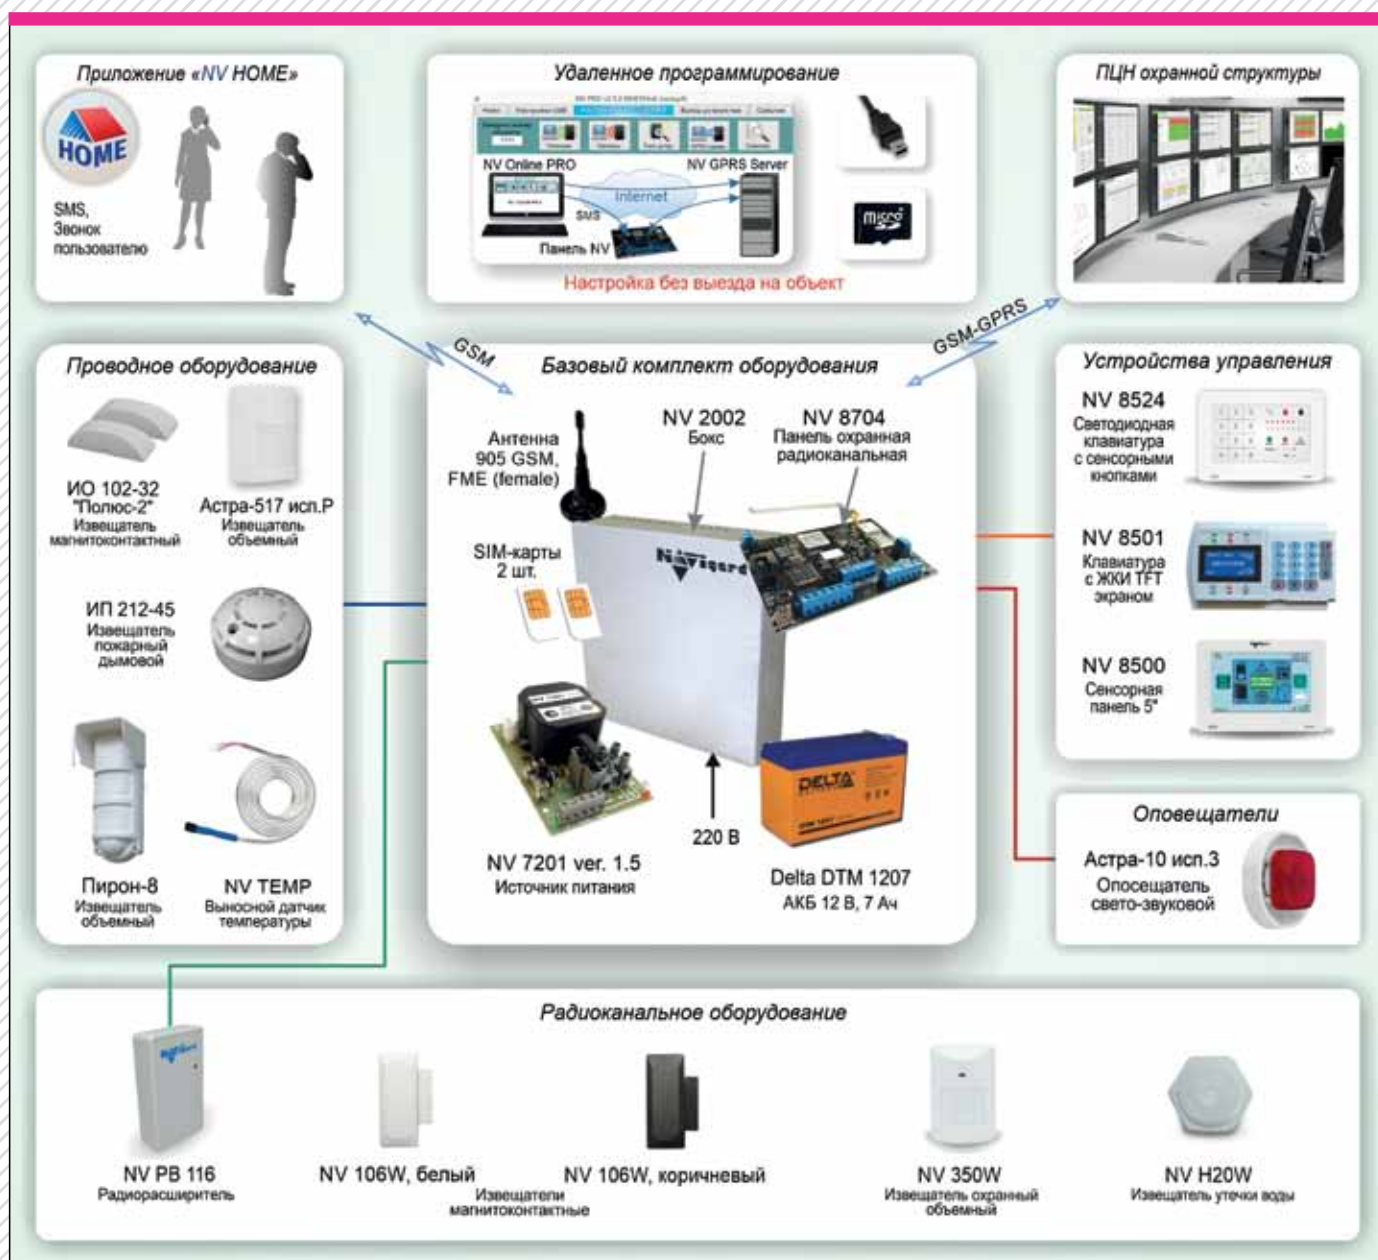 Приложение «NV HOME»
HOME
SMS,
Звонок
пользователю
Удаленное программирование
NV Online PRO
NV GPRS Server
Internet
SMS
Панель NV
micro
SD
Настройка без выезда на объект
ПЦН охранной структуры
GSM
GSM-GPRS
Проводное оборудование
ИО 102-32
"Полюс-2"
Извещатель
магнитоконтактный
Астра-517 исп.Р
Извещатель
объемный
ИП 212-45
Извещатель
пожарный
дымовой
Пирон-8
Извещатель
объемный
NV TEMP
Выносной датчик
температуры
Базовый комплект оборудования
Антенна
905 GSM,
FME (female)
NV 2002
Бокс
NV 8704
Панель охранная
радиоканальная
SIM-карты
2 шт.
NAVIgard
NV 7201 ver. 1.5
Источник питания
220 В
DELTA
DTM 1207
Delta DTM 1207
АКБ 12 В, 7 Ач
Устройства управления
NV 8524
Светодиодная
клавиатура
с сенсорными
кнопками
NV 8501
Клавиатура
с ЖКИ TFT
экраном
NV 8500
Сенсорная
панель 5"
Оповещатели
Астра-10 исп.3
Опосещатель
свето-звуковой
Радиоканальное оборудование
NAVIgard
NV PB 116
Радиорасширитель
NV 106W, белый
NV 106W, коричневый
Извещатели
магнитоконтактные
NV 350W
Извещатель охранный
объемный
NV H20W
Извещатель утечки воды